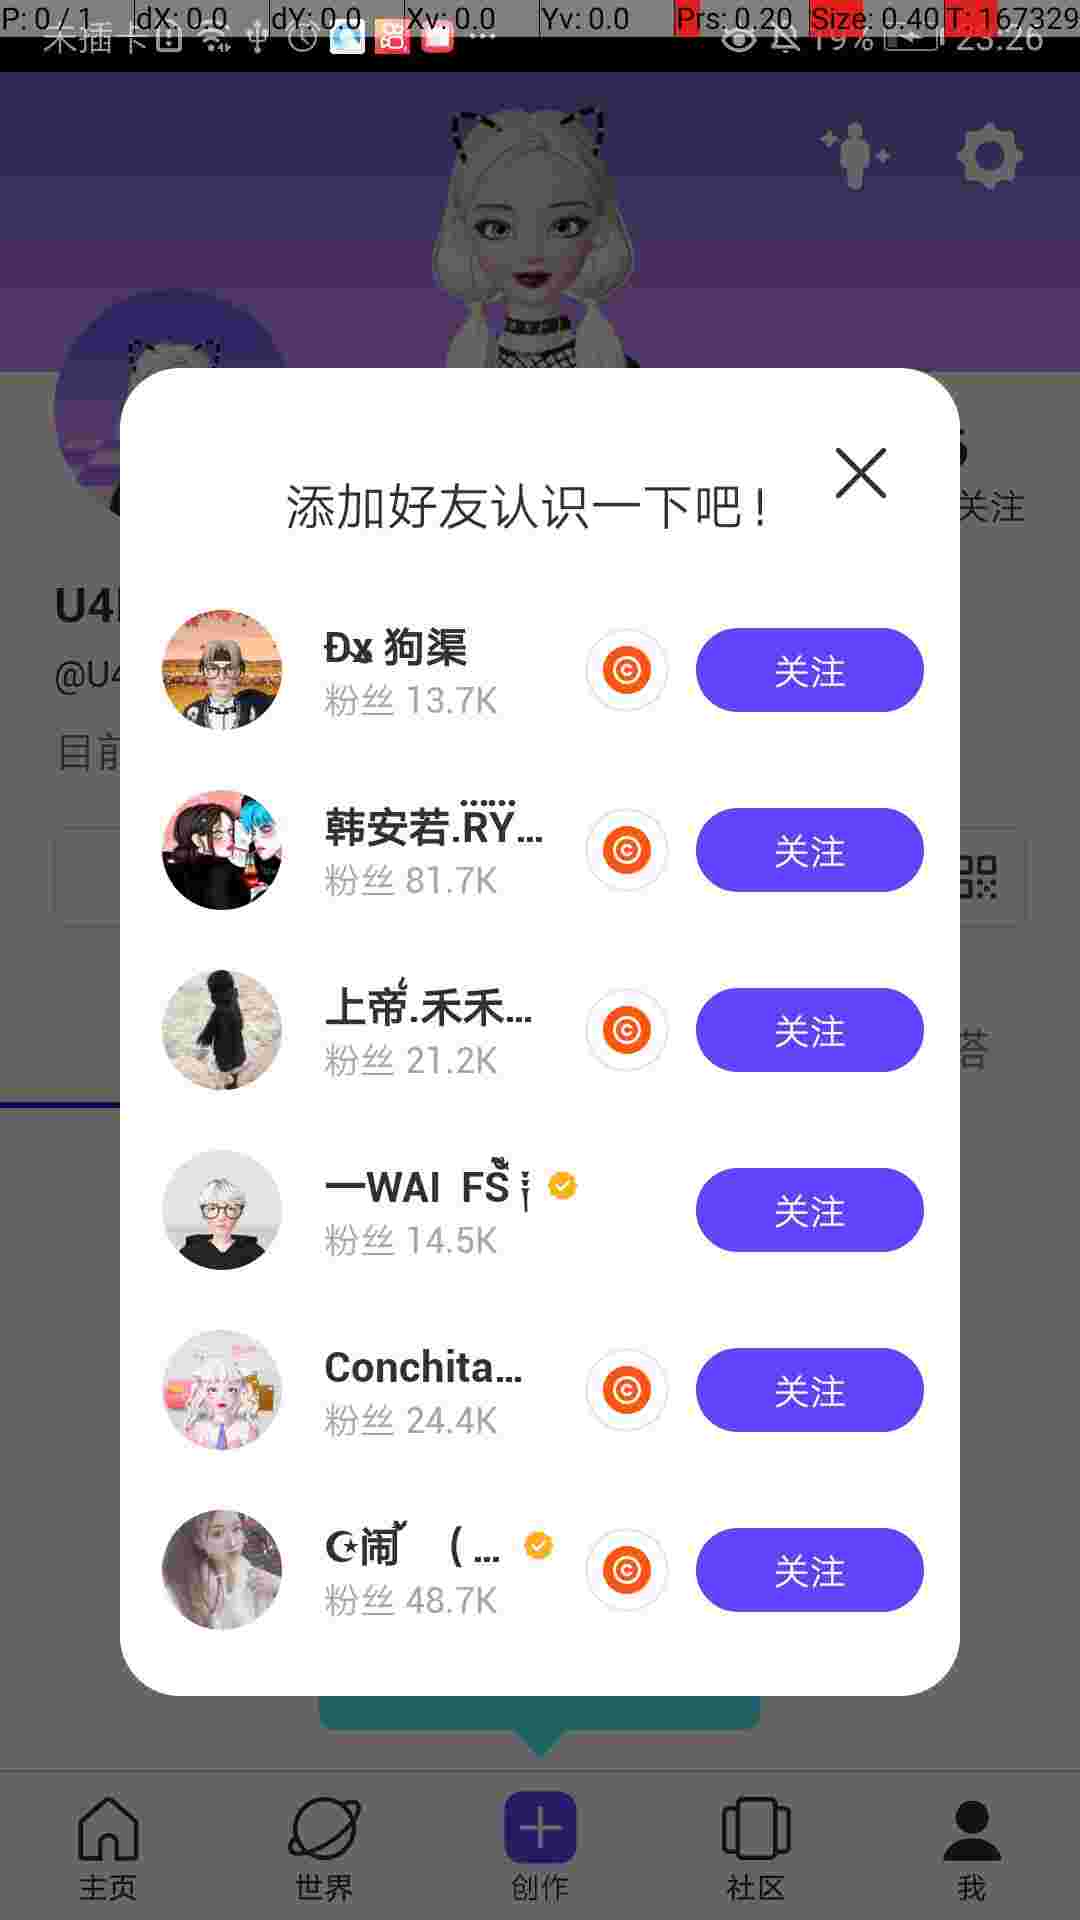 P: 0 / 1 dX: 0.0 dY: 0.0 Xv: 0.0 Yv: 0.0 Prs: 0.20 Size: 0.40 T: 167329
未插卡 19% 23:26
关注
添加好友认识一下吧！
U4
@U4
目前
Dx 狗渠
粉丝 13.7K
关注
韩安若.RY...
粉丝 81.7K
关注
上帝.禾禾...
粉丝 21.2K
关注
一WAI FS
粉丝 14.5K
关注
Conchita...
粉丝 24.4K
关注
☪闹 ( ...
粉丝 48.7K
关注
答
主页 世界 创作 社区 我